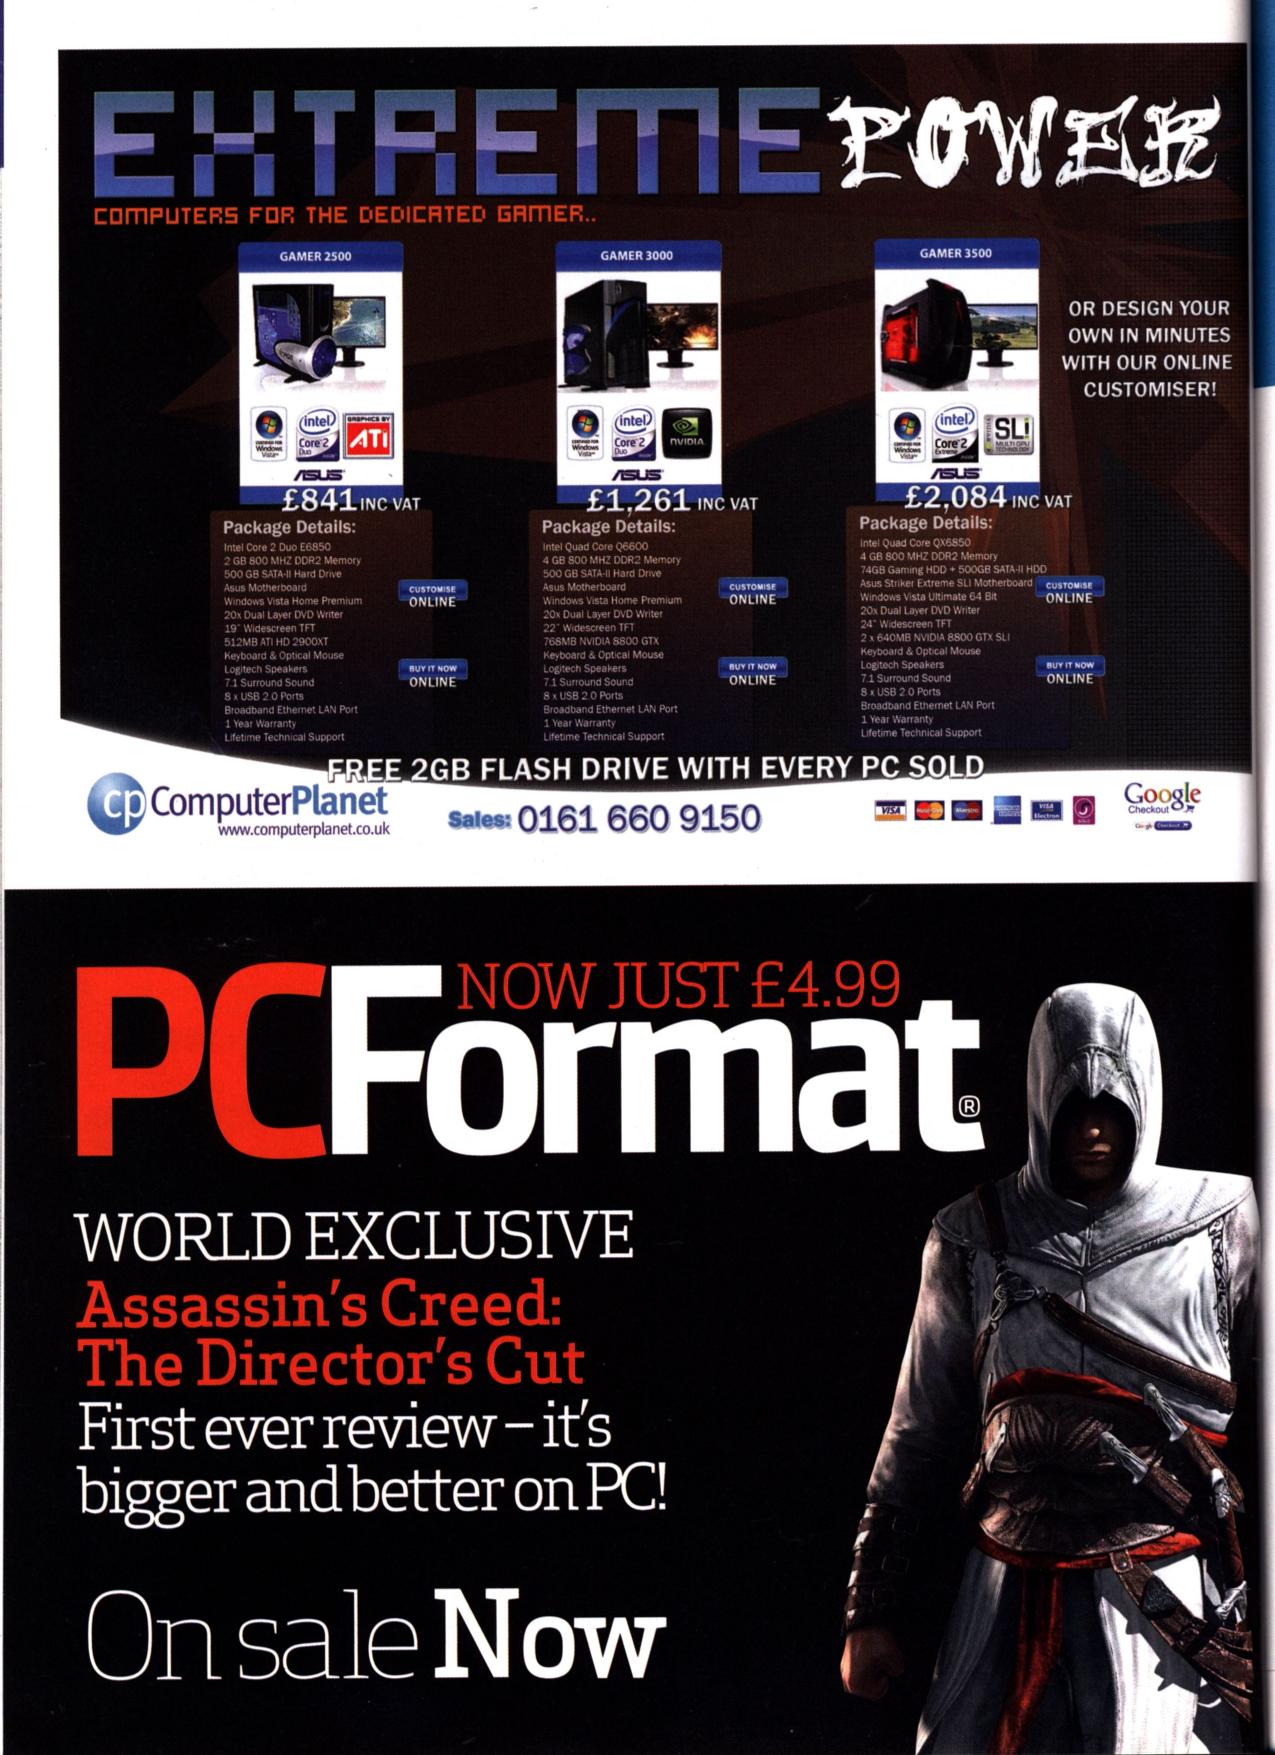 EXTREME POWER
COMPUTERS FOR THE DEDICATED GAMER..
GAMER 2500
intel
Core 2
Duo
GRAPHICS BY
ATI
ASUS
£841 INC VAT
Package Details:
Intel Core 2 Duo E6850
2 GB 800 MHZ DDR2 Memory
500 GB SATA-II Hard Drive
Asus Motherboard
Windows Vista Home Premium
20x Dual Layer DVD Writer
19" Widescreen TFT
512MB ATI HD 2900XT
Keyboard & Optical Mouse
Logitech Speakers
7.1 Surround Sound
8 x USB 2.0 Ports
Broadband Ethernet LAN Port
1 Year Warranty
Lifetime Technical Support
CUSTOMISE
ONLINE
BUY IT NOW
ONLINE
GAMER 3000
intel
Core 2
Duo
NVIDIA
ASUS
£1,261 INC VAT
Package Details:
Intel Quad Core Q6600
4 GB 800 MHZ DDR2 Memory
500 GB SATA-II Hard Drive
Asus Motherboard
Windows Vista Home Premium
20x Dual Layer DVD Writer
22" Widescreen TFT
768MB NVIDIA 8800 GTX
Keyboard & Optical Mouse
Logitech Speakers
7.1 Surround Sound
8 x USB 2.0 Ports
Broadband Ethernet LAN Port
1 Year Warranty
Lifetime Technical Support
CUSTOMISE
ONLINE
BUY IT NOW
ONLINE
GAMER 3500
intel
Core 2
Extreme
NVIDIA
SLI
MULTI-GPU
TECHNOLOGY
ASUS
£2,084 INC VAT
Package Details:
Intel Quad Core QX6850
4 GB 800 MHZ DDR2 Memory
74GB Gaming HDD + 500GB SATA-II HDD
Asus Striker Extreme SLI Motherboard
Windows Vista Ultimate 64 Bit
20x Dual Layer DVD Writer
24" Widescreen TFT
2 x 640MB NVIDIA 8800 GTX SLI
Keyboard & Optical Mouse
Logitech Speakers
7.1 Surround Sound
8 x USB 2.0 Ports
Broadband Ethernet LAN Port
1 Year Warranty
Lifetime Technical Support
CUSTOMISE
ONLINE
BUY IT NOW
ONLINE
OR DESIGN YOUR
OWN IN MINUTES
WITH OUR ONLINE
CUSTOMISER!
FREE 2GB FLASH DRIVE WITH EVERY PC SOLD
cp ComputerPlanet
www.computerplanet.co.uk
Sales: 0161 660 9150
VISA
MasterCard
Maestro
VISA
Electron
Google
Checkout
NOW JUST £4.99
PCFormat®
WORLD EXCLUSIVE
Assassin's Creed:
The Director's Cut
First ever review – it's
bigger and better on PC!
On sale Now